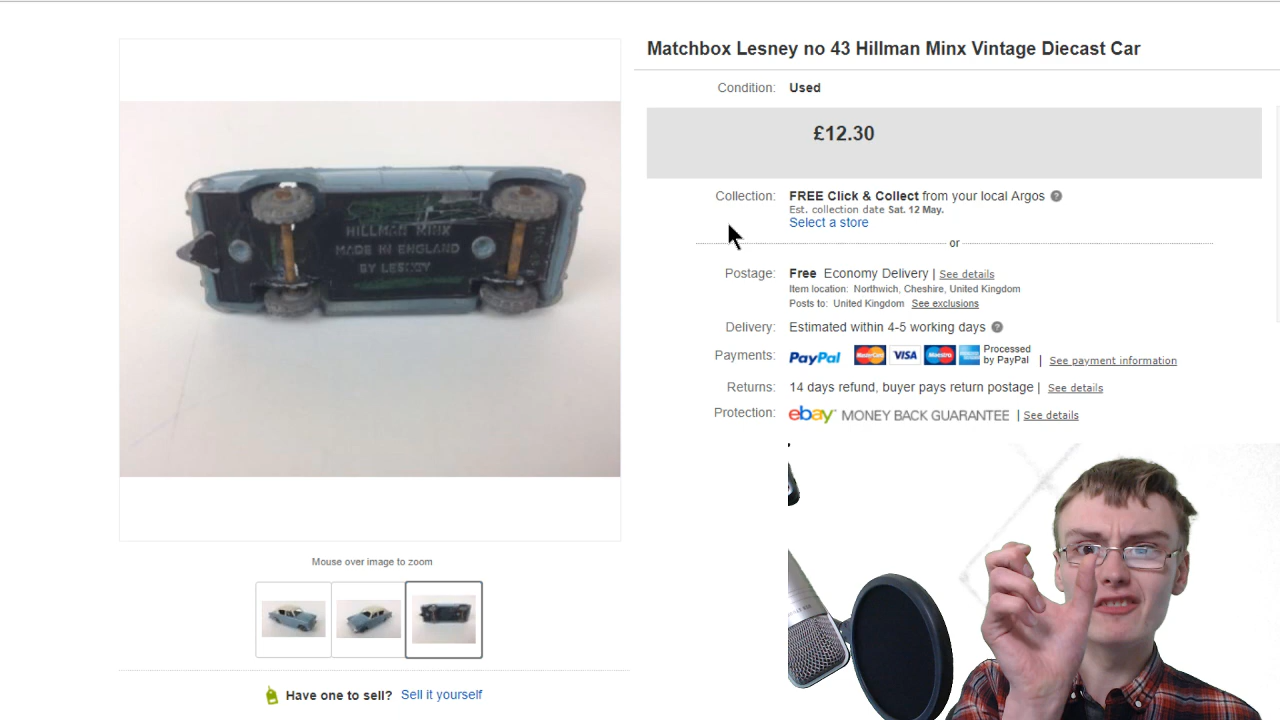 Matchbox Lesney no 43 Hillman Minx Vintage Diecast Car
Condition: Used
£12.30
Collection: FREE Click & Collect from your local Argos
Est. collection date Sat. 12 May.
Select a store
or
Postage: Free Economy Delivery | See details
Item location: Northwich, Cheshire, United Kingdom
Posts to: United Kingdom See exclusions
Delivery: Estimated within 4-5 working days
Payments: PayPal MasterCard VISA Maestro Processed by PayPal | See payment information
Returns: 14 days refund, buyer pays return postage | See details
Protection: ebay MONEY BACK GUARANTEE | See details
HILLMAN MINX
MADE IN ENGLAND
BY LESNEY
Mouse over image to zoom
Have one to sell? Sell it yourself